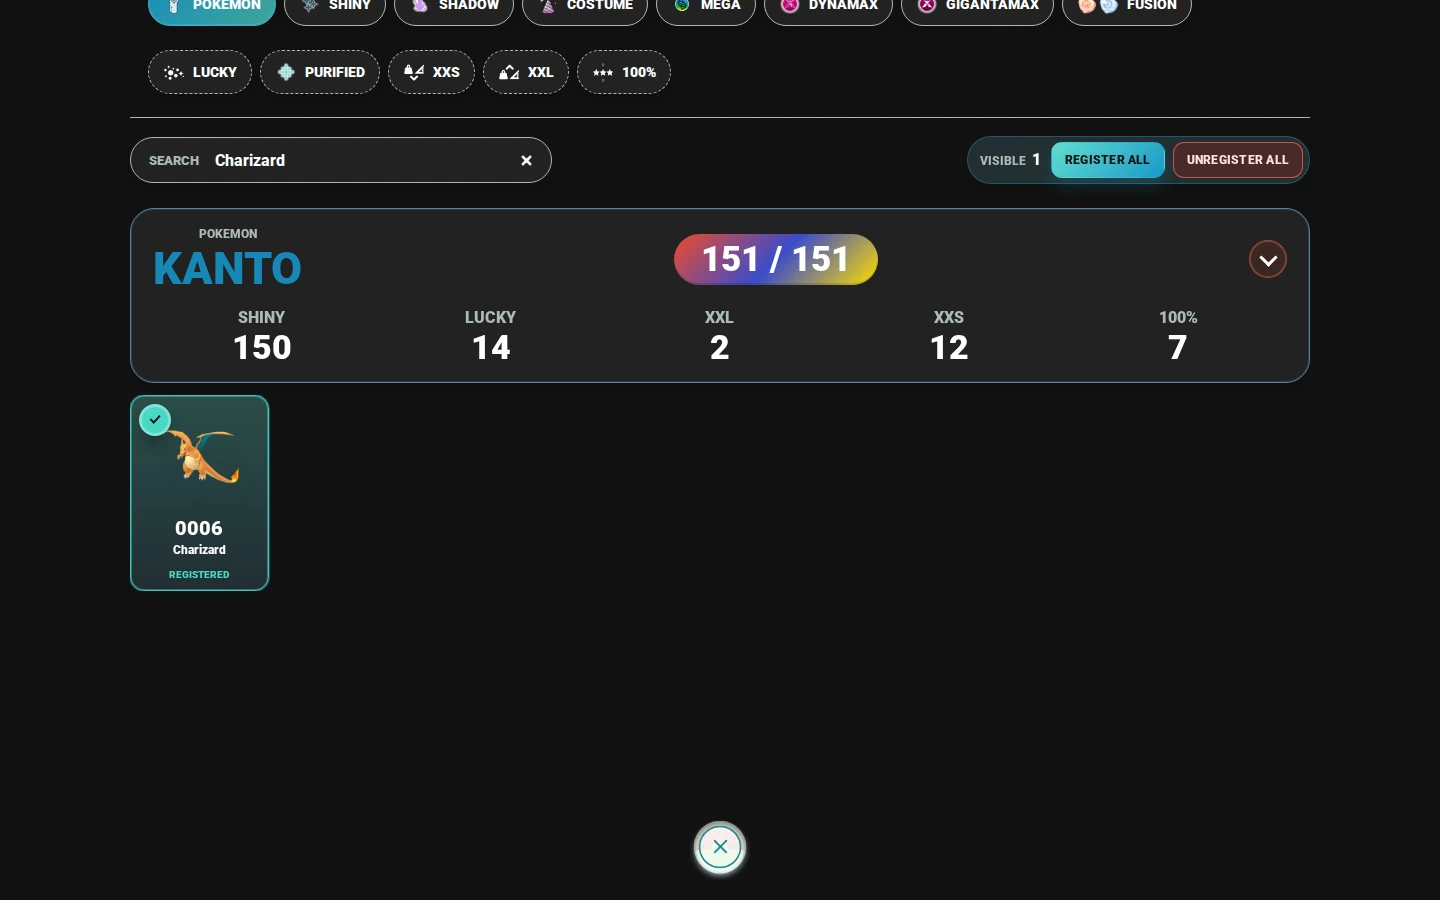 POKÉMON SHINY SHADOW COSTUME MEGA DYNAMAX GIGANTAMAX FUSION
LUCKY PURIFIED XXS XXL 100%
SEARCH Charizard
VISIBLE 1 REGISTER ALL UNREGISTER ALL
POKEMON
KANTO
151 / 151
SHINY LUCKY XXL XXS 100%
150 14 2 12 7
0006
Charizard
REGISTERED